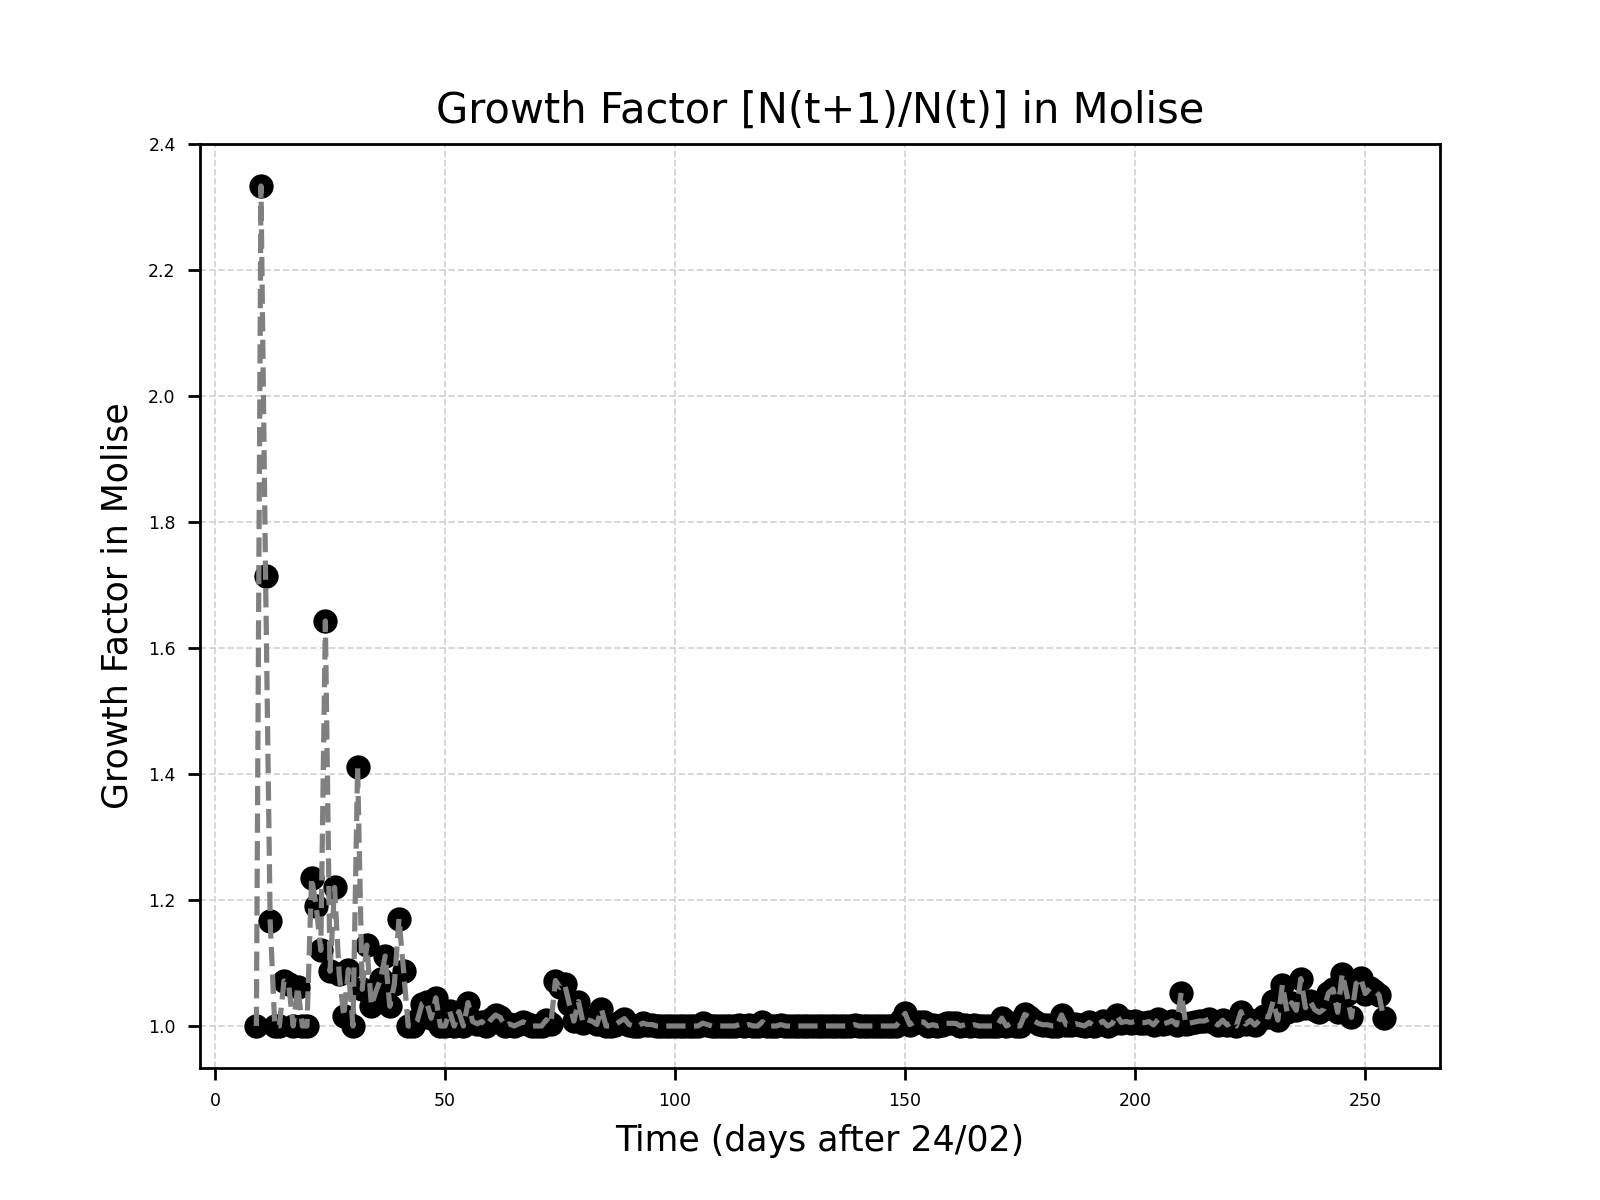 Growth Factor [N(t+1)/N(t)] in Molise
Growth Factor in Molise
2.4
2.2
2.0
1.8
1.6
1.4
1.2
1.0
0 50 100 150 200 250
Time (days after 24/02)